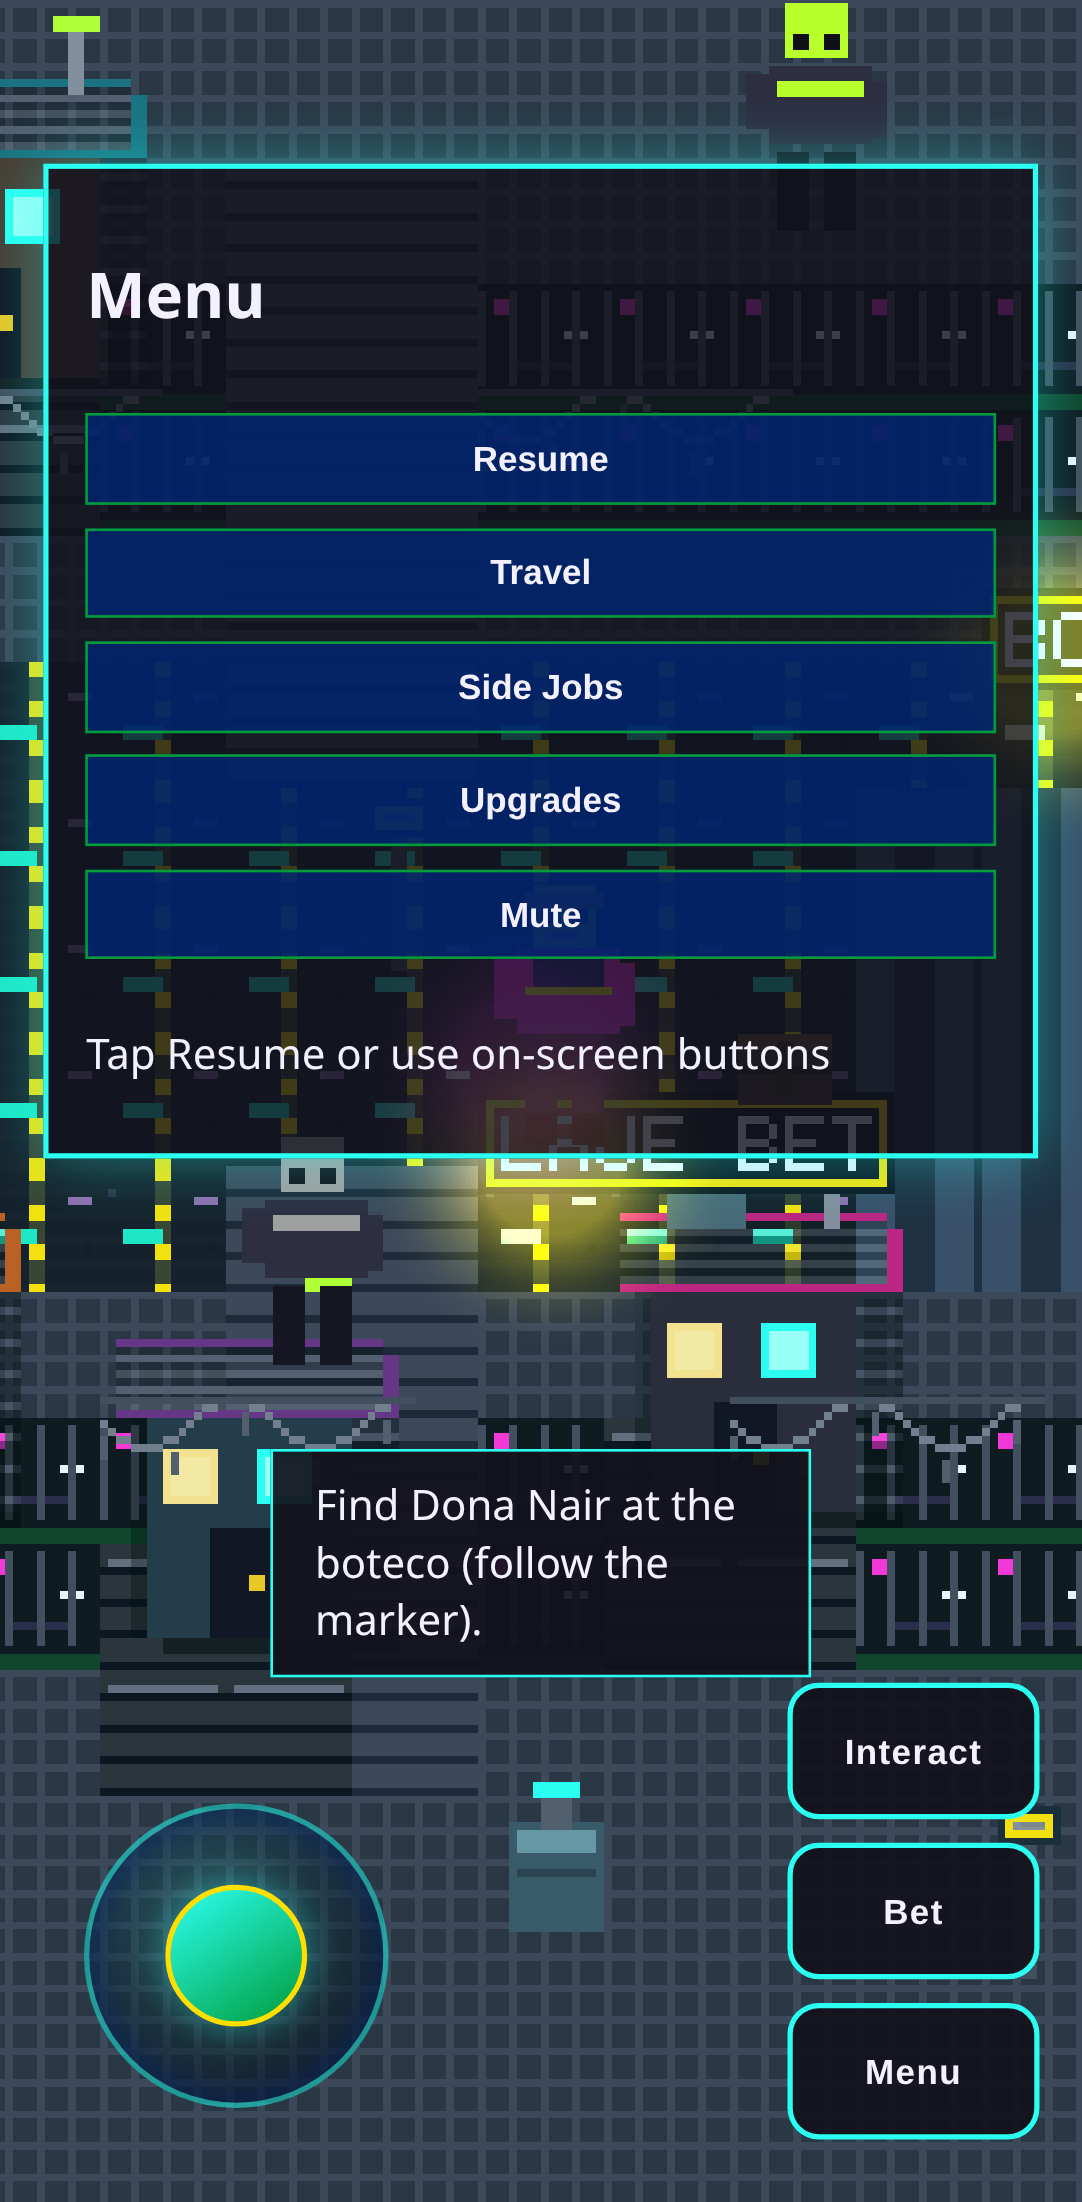 Menu
Resume
Travel
Side Jobs
Upgrades
Mute
Tap Resume or use on-screen buttons
BET
Find Dona Nair at the
boteco (follow the
marker).
Interact
Bet
Menu